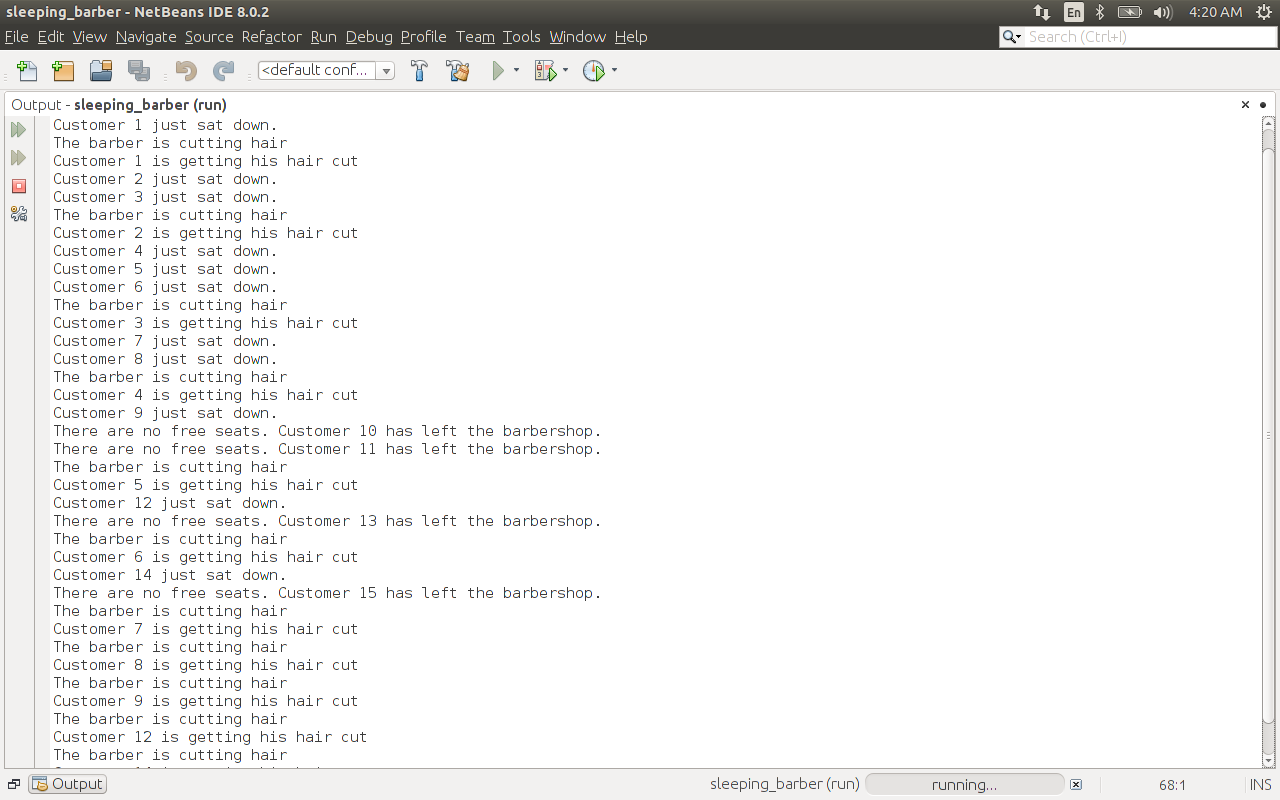 sleeping_barber - NetBeans IDE 8.0.2
En
4:20 AM
File Edit View Navigate Source Refactor Run Debug Profile Team Tools Window Help
Search (Ctrl+I)
<default conf...
Output - sleeping_barber (run)
Customer 1 just sat down.
The barber is cutting hair
Customer 1 is getting his hair cut
Customer 2 just sat down.
Customer 3 just sat down.
The barber is cutting hair
Customer 2 is getting his hair cut
Customer 4 just sat down.
Customer 5 just sat down.
Customer 6 just sat down.
The barber is cutting hair
Customer 3 is getting his hair cut
Customer 7 just sat down.
Customer 8 just sat down.
The barber is cutting hair
Customer 4 is getting his hair cut
Customer 9 just sat down.
There are no free seats. Customer 10 has left the barbershop.
There are no free seats. Customer 11 has left the barbershop.
The barber is cutting hair
Customer 5 is getting his hair cut
Customer 12 just sat down.
There are no free seats. Customer 13 has left the barbershop.
The barber is cutting hair
Customer 6 is getting his hair cut
Customer 14 just sat down.
There are no free seats. Customer 15 has left the barbershop.
The barber is cutting hair
Customer 7 is getting his hair cut
The barber is cutting hair
Customer 8 is getting his hair cut
The barber is cutting hair
Customer 9 is getting his hair cut
The barber is cutting hair
Customer 12 is getting his hair cut
The barber is cutting hair
Output
sleeping_barber (run)
running...
68:1
INS